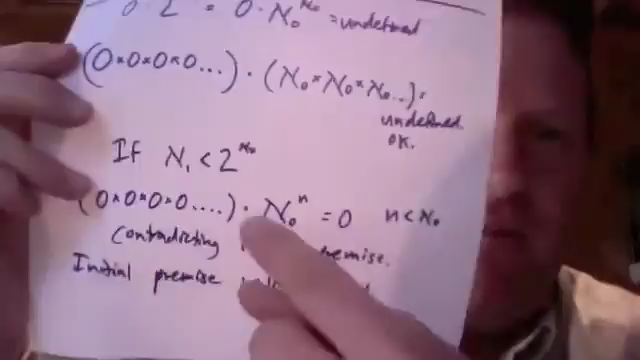 0 · 2 = 0 · ℵ₀^ℵ₀ = undefined
(0×0×0×0...) · (ℵ₀×ℵ₀×ℵ₀...)=
undefined
OK.
If ℵ₁ < 2^ℵ₀
(0×0×0×0....) · ℵ₀ⁿ = 0 n<ℵ₀
Contradicting premise.
Initial premise